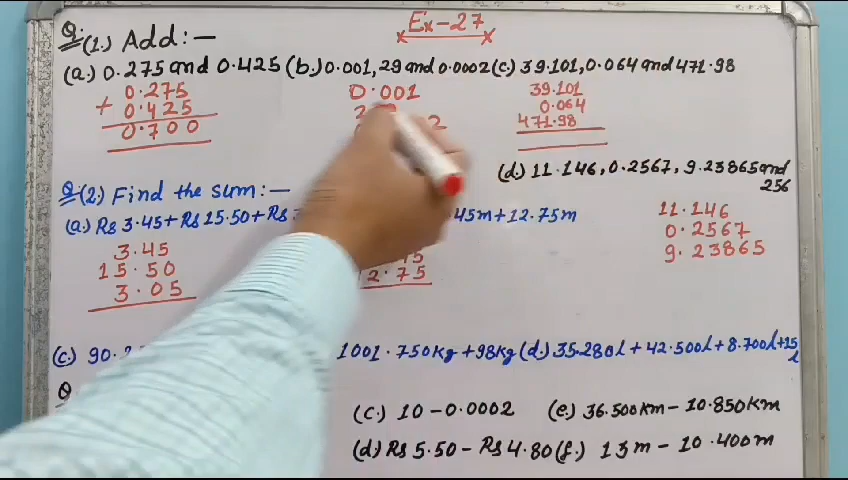 Ex-27
Q.(1.) Add:-
(a.) 0.275 and 0.425 (b.) 0.001, 29 and 0.0002 (c.) 39.101, 0.064 and 471.98
0.275
+ 0.425
0.700
0.001
2
39.101
0.064
471.98
(d.) 11.146, 0.2567, 9.23865 and
256
11.146
0.2567
9.23865
Q.(2.) Find the sum:-
(a.) Rs 3.45 + Rs 15.50 + Rs 45m + 12.75m
3.45
15.50
3.05
2.75
(c.) 90. 1001.750Kg + 98Kg (d.) 35.280l + 42.500l + 8.700l + 15
l
Q
(c.) 10 - 0.0002 (e.) 36.500Km - 10.850Km
(d.) Rs 5.50 - Rs 4.80 (f.) 13m - 10.400m